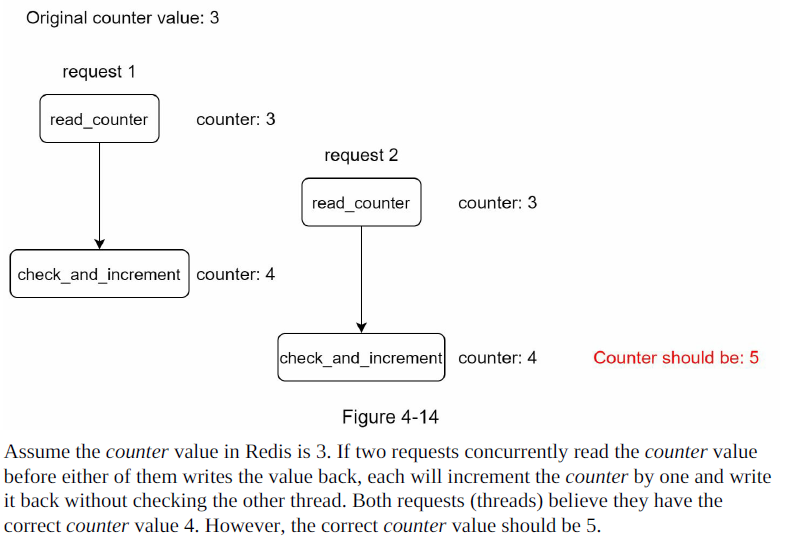 Original counter value: 3
request 1
read_counter
counter: 3
request 2
read_counter
counter: 3
check_and_increment
counter: 4
check_and_increment
counter: 4
Counter should be: 5
Figure 4-14
Assume the counter value in Redis is 3. If two requests concurrently read the counter value
before either of them writes the value back, each will increment the counter by one and write
it back without checking the other thread. Both requests (threads) believe they have the
correct counter value 4. However, the correct counter value should be 5.